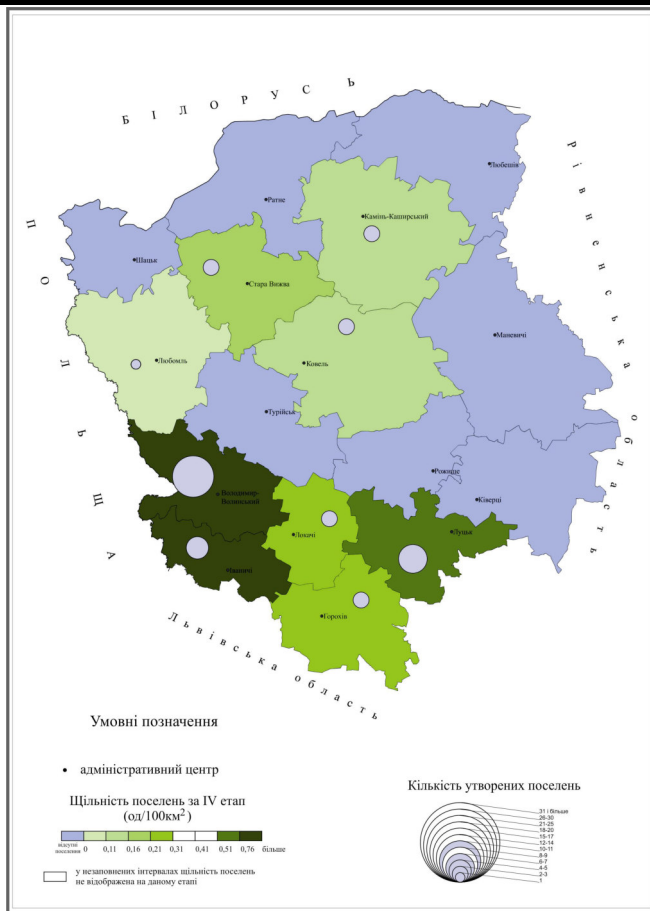 БІЛОРУСЬ
Рівненська область
ПОЛЬЩА
Любешів
Ратне
Камінь-Каширський
Шацьк
Стара Вижва
Маневичі
Любомль
Ковель
Турійськ
Рожище
Володимир-
Волинський
Ківерці
Локачі
Луцьк
Іваничі
Горохів
Львівська область
Умовні позначення
• адміністративний центр
Щільність поселень за IV етап
(од/100км²)
відсутні
поселення
0 0,11 0,16 0,21 0,31 0,41 0,51 0,76 більше
у незаповнених інтервалах щільність поселень
не відображена на даному етапі
Кількість утворених поселень
31 і більше
26-30
21-25
18-20
15-17
12-14
10-11
8-9
6-7
4-5
2-3
1